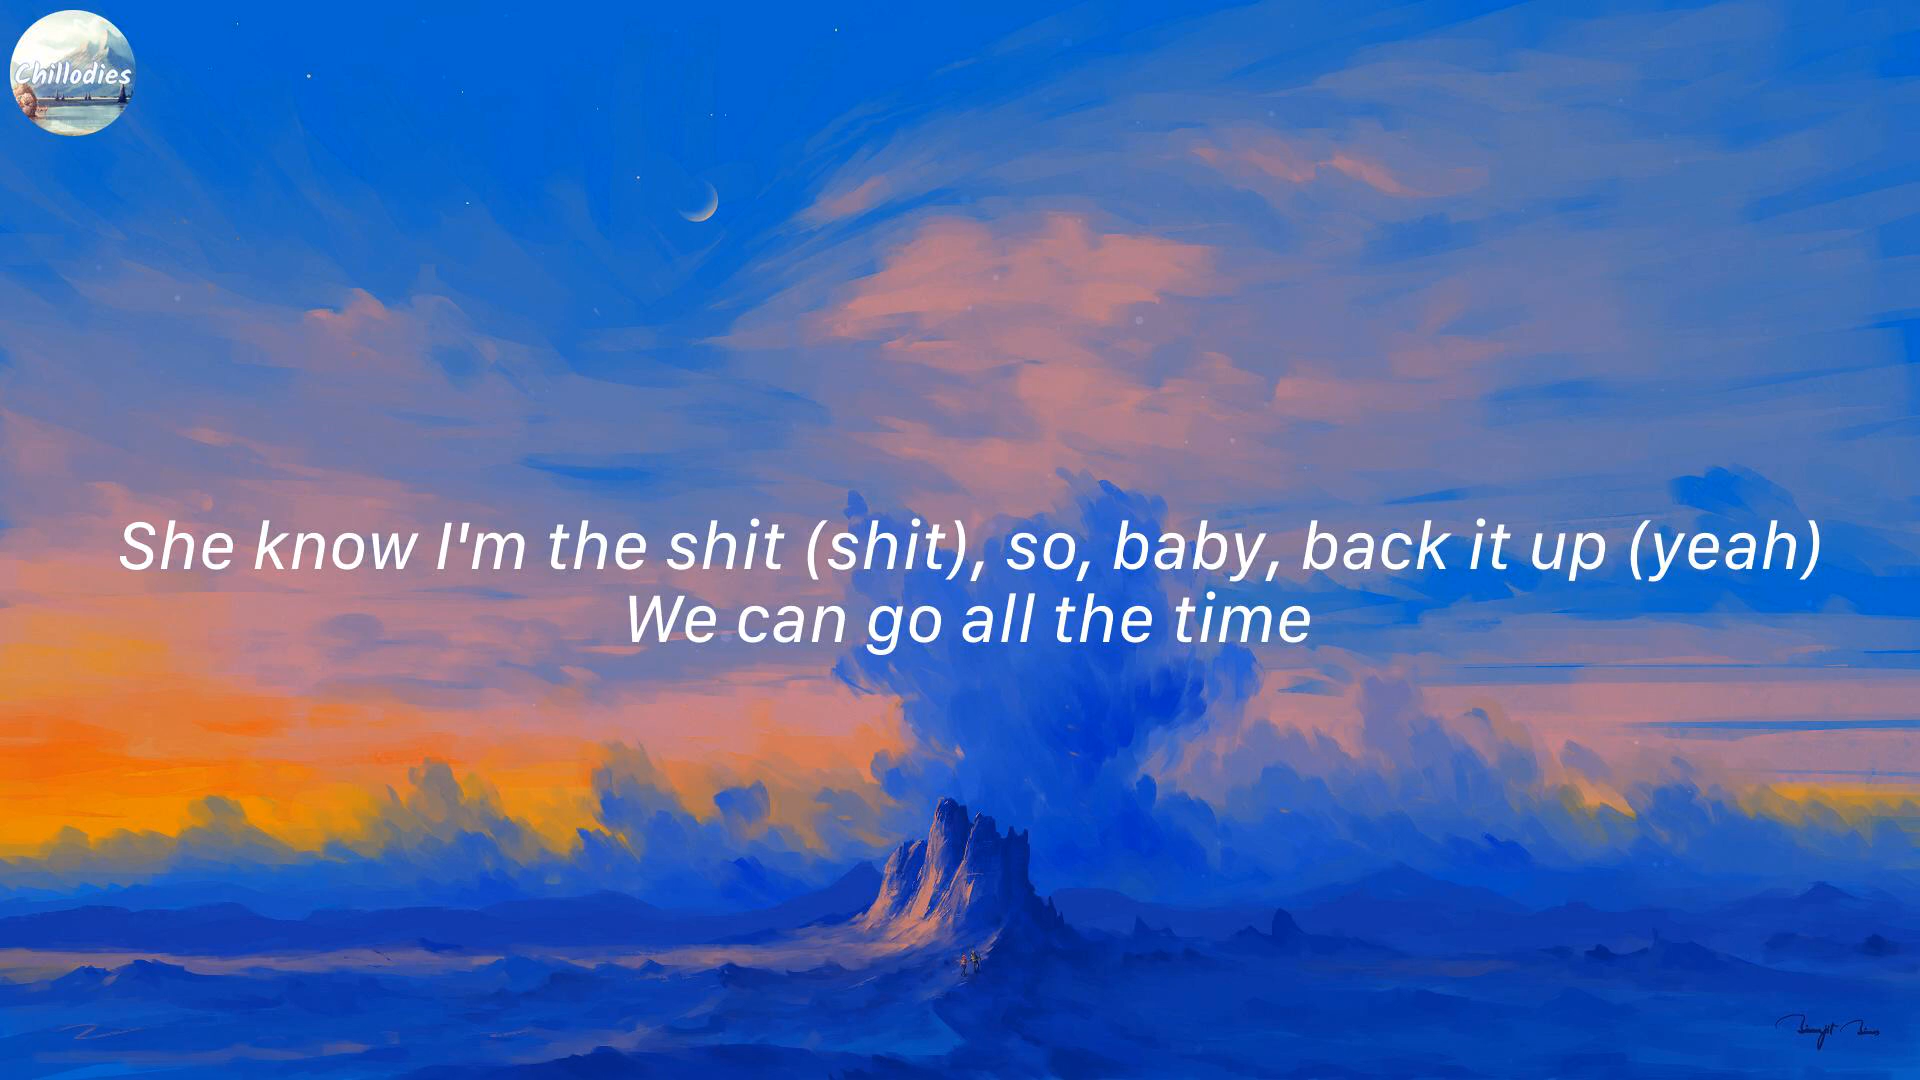 Chillodies
She know I'm the shit (shit), so, baby, back it up (yeah)
We can go all the time